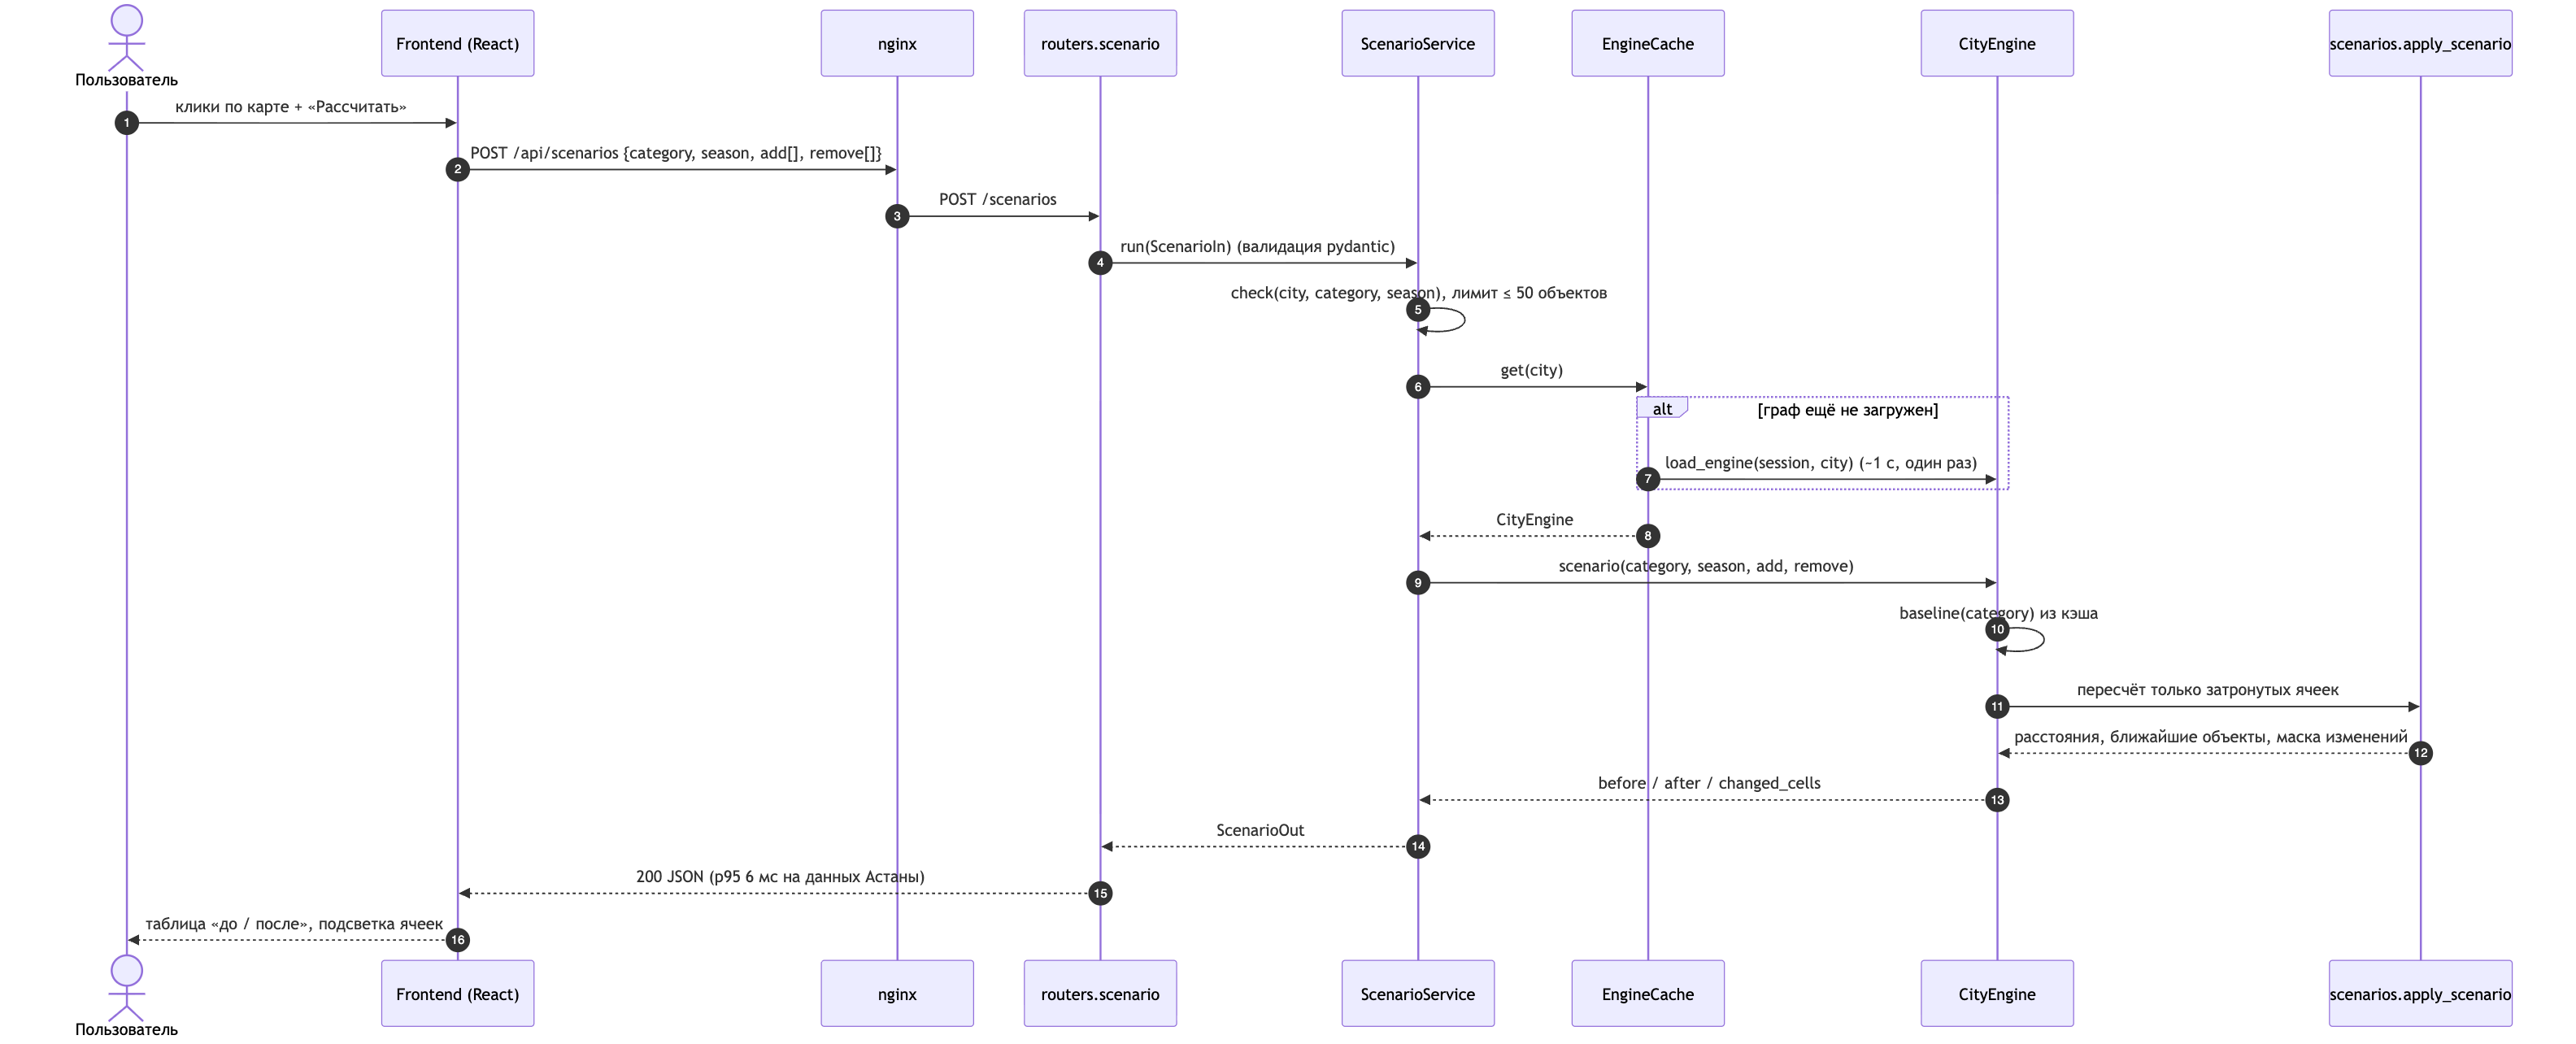 Пользователь
Frontend (React)
nginx
routers.scenario
ScenarioService
EngineCache
CityEngine
scenarios.apply_scenario
клики по карте + «Рассчитать»
1
POST /api/scenarios {category, season, add[], remove[]}
2
POST /scenarios
3
run(ScenarioIn) (валидация pydantic)
4
check(city, category, season), лимит ≤ 50 объектов
5
get(city)
6
alt
[граф ещё не загружен]
load_engine(session, city) (~1 с, один раз)
7
CityEngine
8
scenario(category, season, add, remove)
9
baseline(category) из кэша
10
пересчёт только затронутых ячеек
11
расстояния, ближайшие объекты, маска изменений
12
before / after / changed_cells
13
ScenarioOut
14
200 JSON (p95 6 мс на данных Астаны)
15
таблица «до / после», подсветка ячеек
16
Пользователь
Frontend (React)
nginx
routers.scenario
ScenarioService
EngineCache
CityEngine
scenarios.apply_scenario